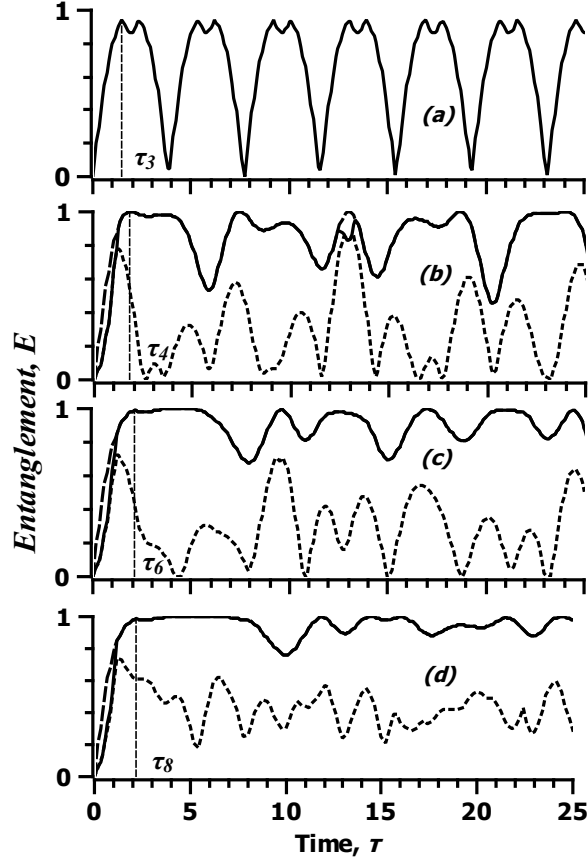 1
(a)
τ3
0
1
(b)
τ4
0
1
(c)
τ6
0
1
(d)
τ8
0
0 5 10 15 20 25
Time, τ
Entanglement, E